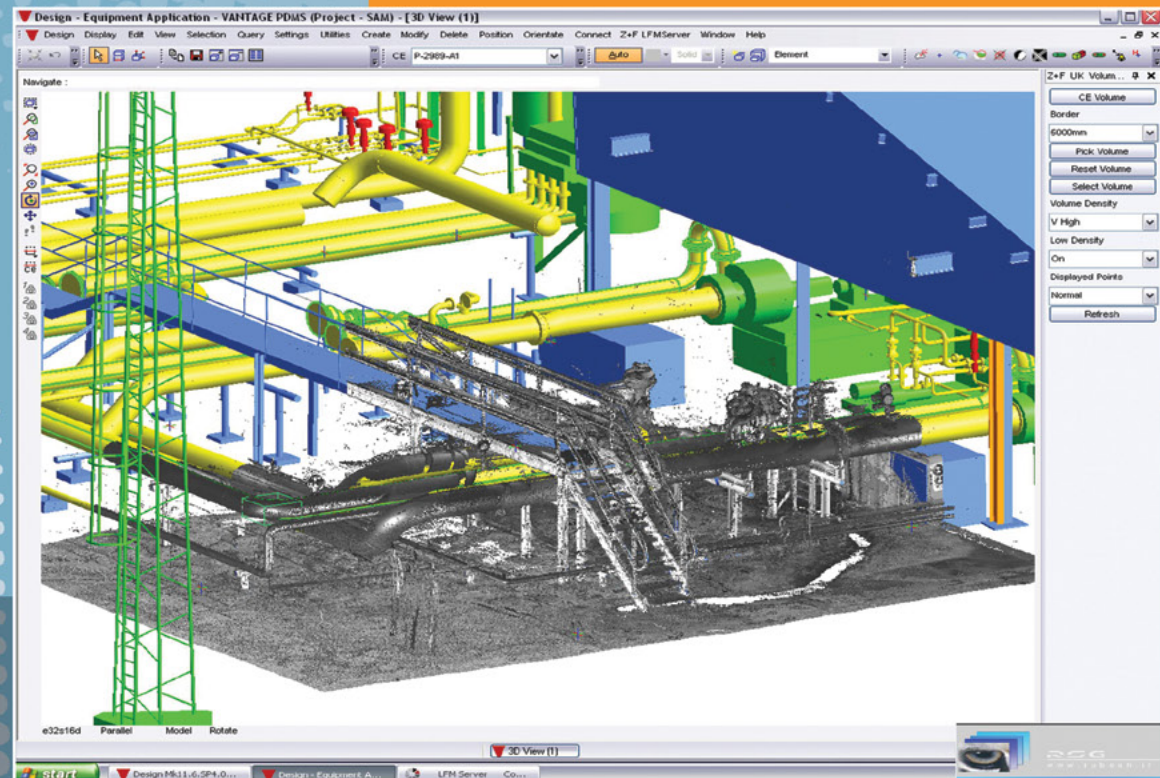 Design - Equipment Application - VANTAGE PDMS (Project - SAM) - [3D View (1)]
Design Display Edit View Selection Query Settings Utilities Create Modify Delete Position Orientate Connect Z+F LFMServer Window Help
CE P-2989-A1 Auto Solid Element
Navigate :
Z+F UK Volum...
CE Volume
Border
6000mm
Pick Volume
Reset Volume
Select Volume
Volume Density
V High
Low Density
On
Displayed Points
Normal
Refresh
e32s16d Parallel Model Rotate
3D View (1)
RSG
start Design Mk11.6.SP4.0... Design - Equipment A... LFM Server Co...